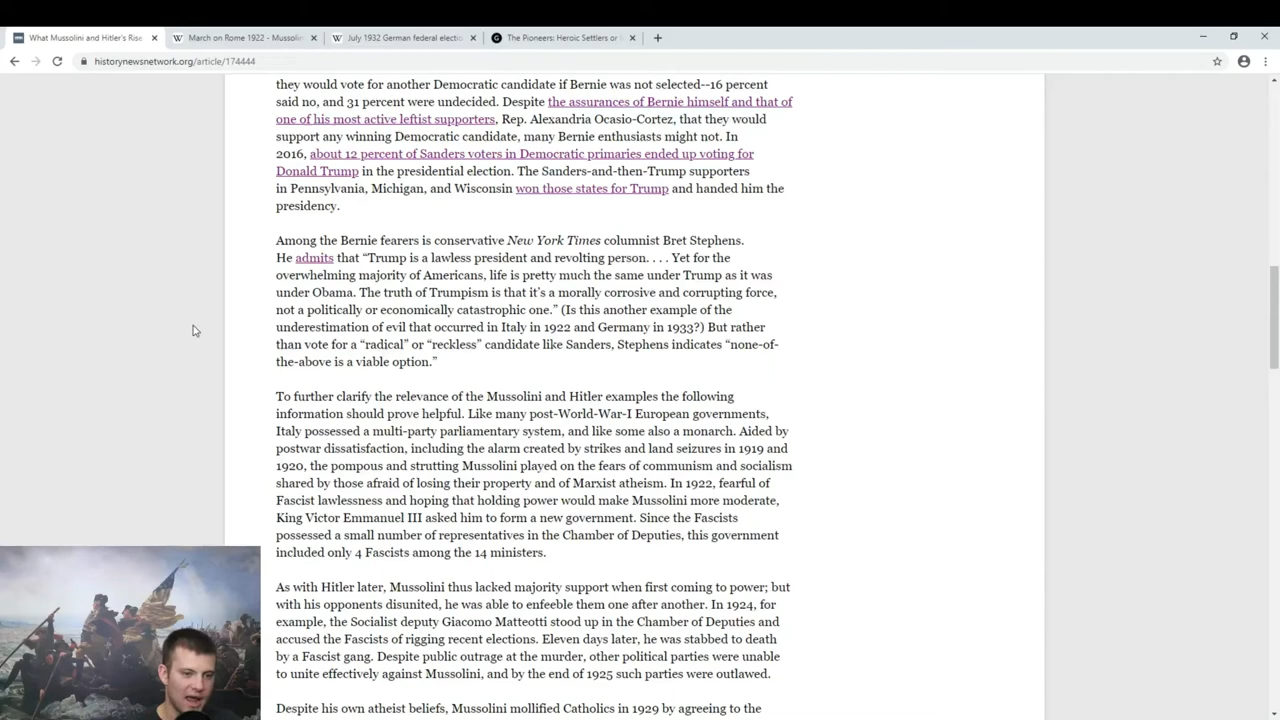 What Mussolini and Hitler's Rise
March on Rome 1922 - Mussolin
July 1932 German federal electio
The Pioneers: Heroic Settlers or
historynewsnetwork.org/article/174444
they would vote for another Democratic candidate if Bernie was not selected--16 percent
said no, and 31 percent were undecided. Despite the assurances of Bernie himself and that of
one of his most active leftist supporters, Rep. Alexandria Ocasio-Cortez, that they would
support any winning Democratic candidate, many Bernie enthusiasts might not. In
2016, about 12 percent of Sanders voters in Democratic primaries ended up voting for
Donald Trump in the presidential election. The Sanders-and-then-Trump supporters
in Pennsylvania, Michigan, and Wisconsin won those states for Trump and handed him the
presidency.
Among the Bernie fearers is conservative New York Times columnist Bret Stephens.
He admits that “Trump is a lawless president and revolting person. . . . Yet for the
overwhelming majority of Americans, life is pretty much the same under Trump as it was
under Obama. The truth of Trumpism is that it’s a morally corrosive and corrupting force,
not a politically or economically catastrophic one.” (Is this another example of the
underestimation of evil that occurred in Italy in 1922 and Germany in 1933?) But rather
than vote for a “radical” or “reckless” candidate like Sanders, Stephens indicates “none-of-
the-above is a viable option.”
To further clarify the relevance of the Mussolini and Hitler examples the following
information should prove helpful. Like many post-World-War-I European governments,
Italy possessed a multi-party parliamentary system, and like some also a monarch. Aided by
postwar dissatisfaction, including the alarm created by strikes and land seizures in 1919 and
1920, the pompous and strutting Mussolini played on the fears of communism and socialism
shared by those afraid of losing their property and of Marxist atheism. In 1922, fearful of
Fascist lawlessness and hoping that holding power would make Mussolini more moderate,
King Victor Emmanuel III asked him to form a new government. Since the Fascists
possessed a small number of representatives in the Chamber of Deputies, this government
included only 4 Fascists among the 14 ministers.
As with Hitler later, Mussolini thus lacked majority support when first coming to power; but
with his opponents disunited, he was able to enfeeble them one after another. In 1924, for
example, the Socialist deputy Giacomo Matteotti stood up in the Chamber of Deputies and
accused the Fascists of rigging recent elections. Eleven days later, he was stabbed to death
by a Fascist gang. Despite public outrage at the murder, other political parties were unable
to unite effectively against Mussolini, and by the end of 1925 such parties were outlawed.
Despite his own atheist beliefs, Mussolini mollified Catholics in 1929 by agreeing to the